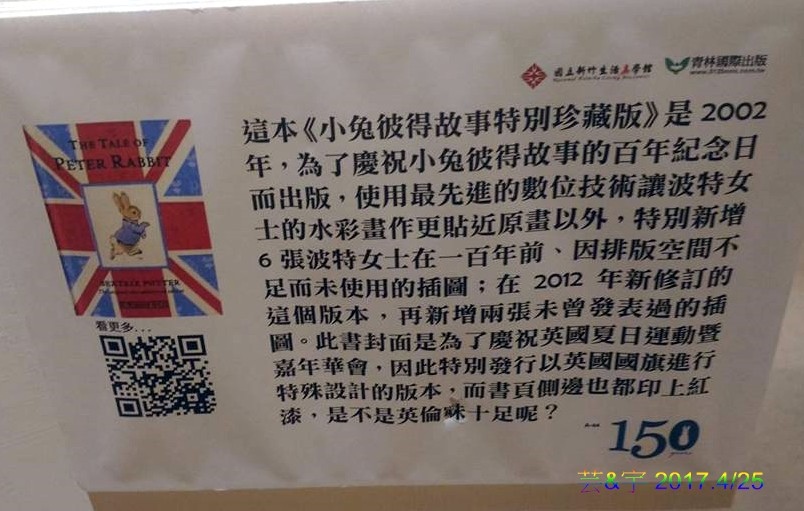 國立新竹生活美學館
青林國際出版
THE TALE OF
PETER RABBIT
BEATRIX POTTER
看更多...
這本《小兔彼得故事特別珍藏版》是 2002
年，為了慶祝小兔彼得故事的百年紀念日
而出版，使用最先進的數位技術讓波特女
士的水彩畫作更貼近原畫以外，特別新增
6 張波特女士在一百年前、因排版空間不
足而未使用的插圖；在 2012 年新修訂的
這個版本，再新增兩張未曾發表過的插
圖。此書封面是為了慶祝英國夏日運動暨
嘉年華會，因此特別發行以英國國旗進行
特殊設計的版本，而書頁側邊也都印上紅
漆，是不是英倫味十足呢？
150
芸&宇 2017.4/25